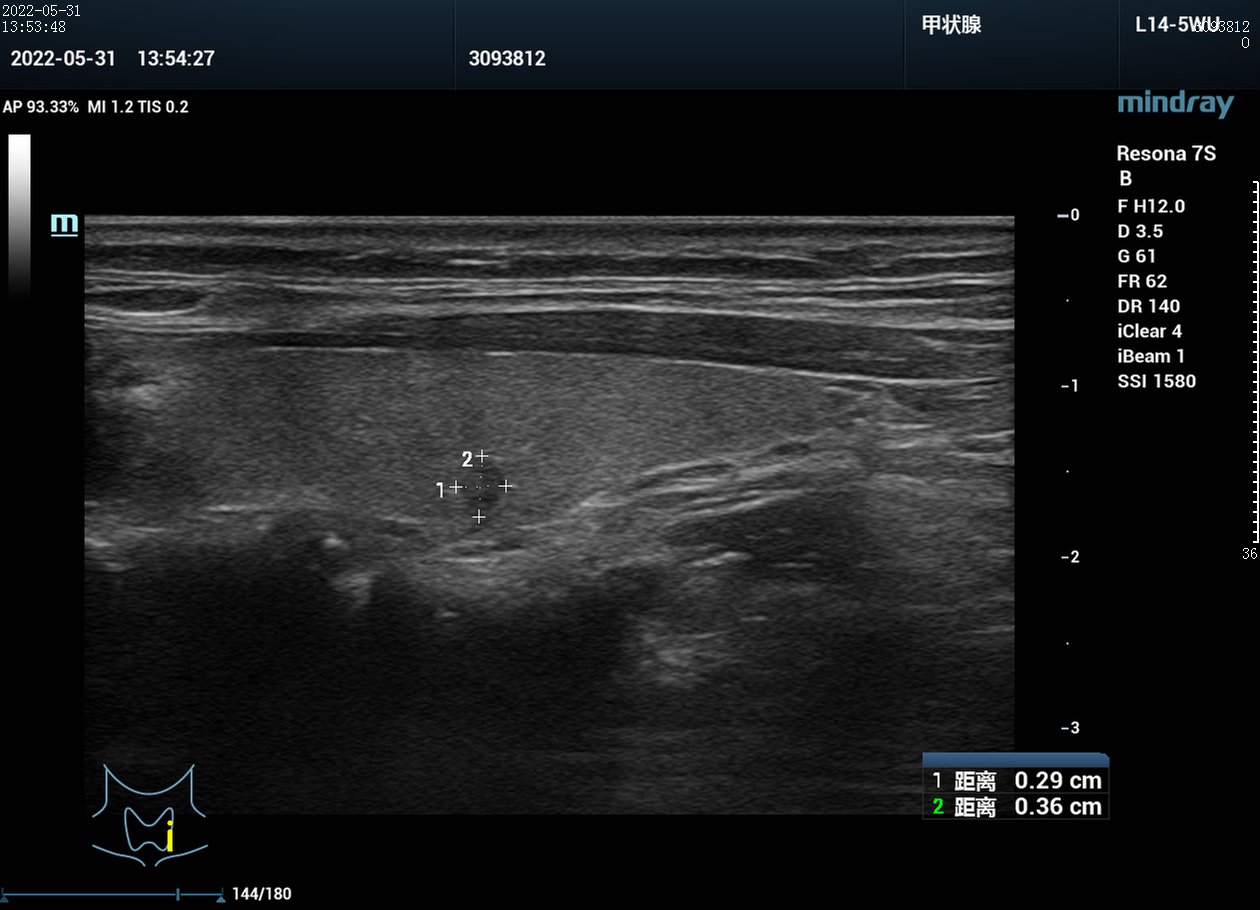 2022-05-31
13:53:48
2022-05-31 13:54:27
3093812
甲状腺
L14-5WU
3093812
0
AP 93.33% MI 1.2 TIS 0.2
mindray
Resona 7S
B
F H12.0
D 3.5
G 61
FR 62
DR 140
iClear 4
iBeam 1
SSI 1580
m
0
-1
-2
-3
36
2
1
1 距离 0.29 cm
2 距离 0.36 cm
144/180